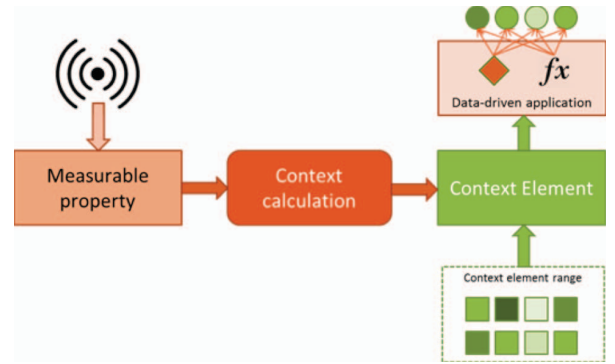 fx
Data-driven application
Measurable
property
Context
calculation
Context Element
Context element range